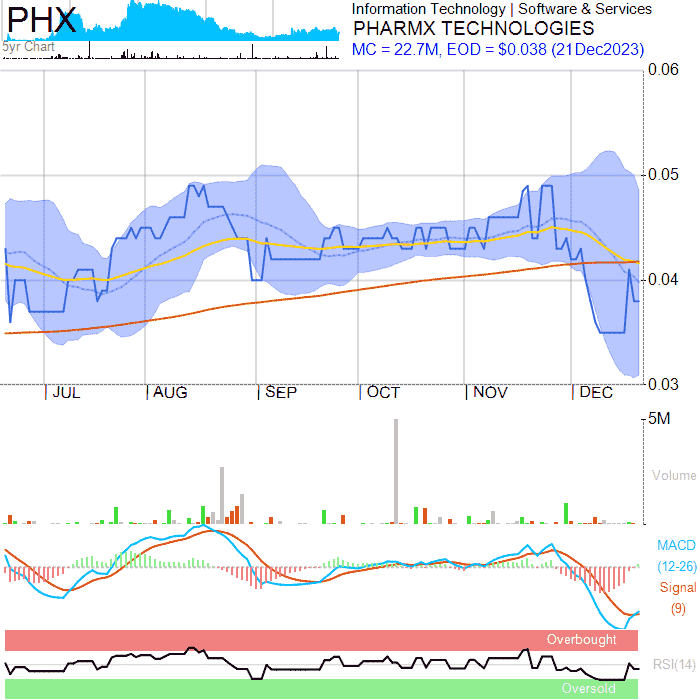 PHX
5yr Chart
Information Technology | Software & Services
PHARMX TECHNOLOGIES
MC = 22.7M, EOD = $0.038 (21Dec2023)
0.06
0.05
0.04
0.03
JUL AUG SEP OCT NOV DEC
5M
Volume
MACD
(12-26)
Signal
(9)
Overbought
RSI(14)
Oversold